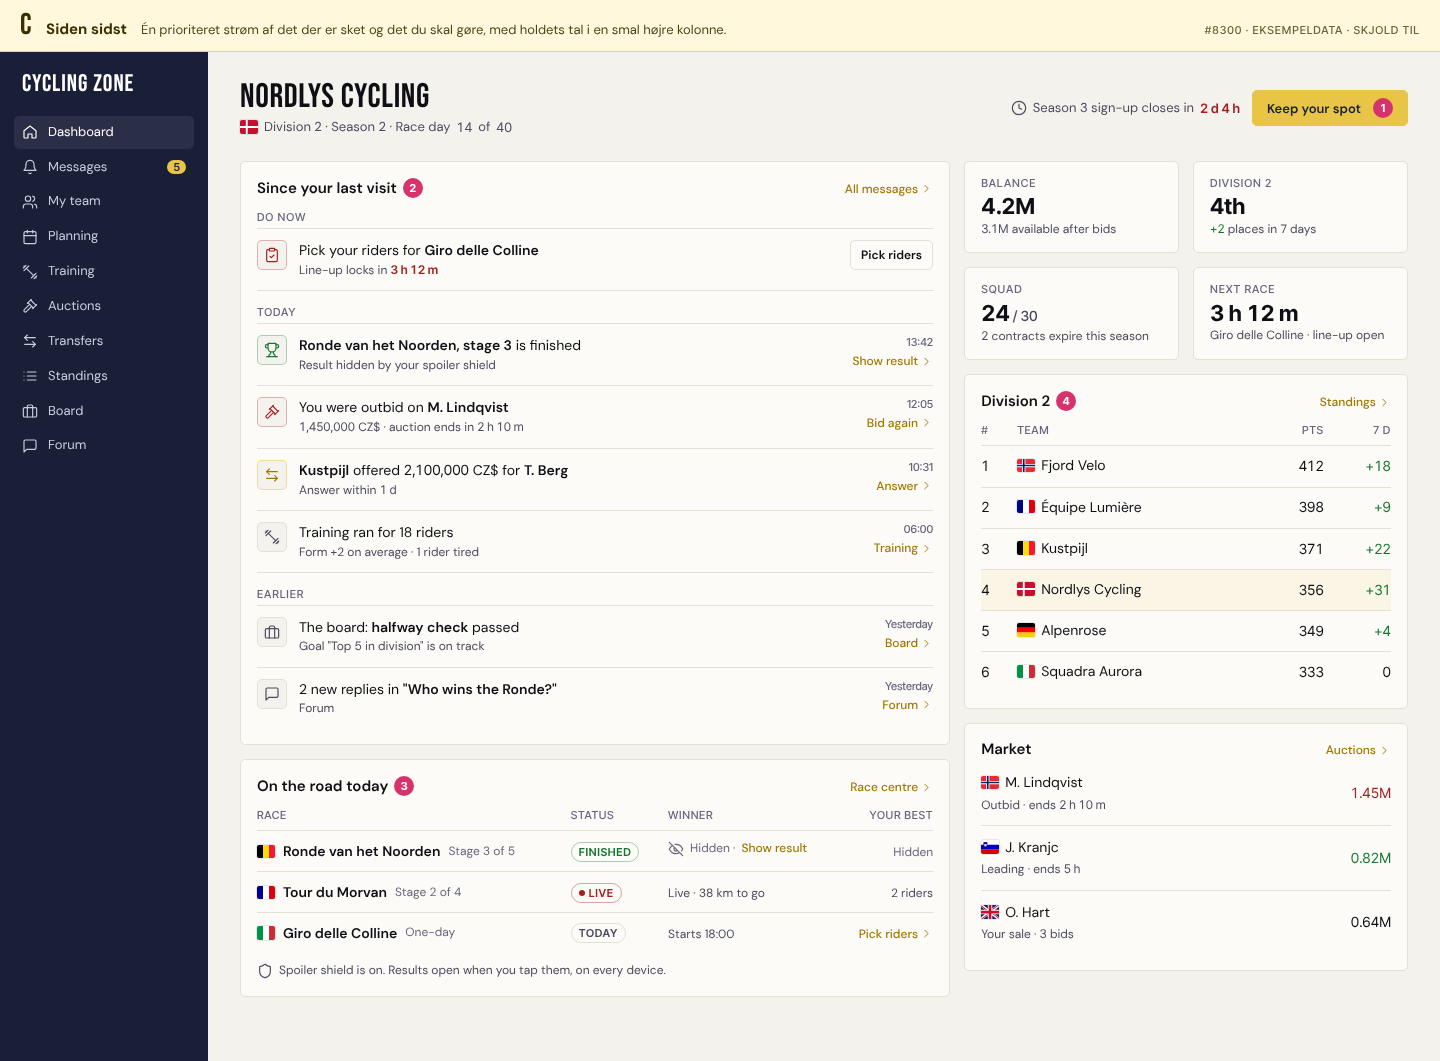 C Siden sidst Én prioriteret strøm af det der er sket og det du skal gøre, med holdets tal i en smal højre kolonne. #8300 · EKSEMPELDATA · SKJOLD TIL
CYCLING ZONE
Dashboard
Messages 5
My team
Planning
Training
Auctions
Transfers
Standings
Board
Forum
NORDLYS CYCLING
Division 2 · Season 2 · Race day 14 of 40
Season 3 sign-up closes in 2 d 4 h Keep your spot 1
Since your last visit 2 All messages
DO NOW
Pick your riders for Giro delle Colline Pick riders
Line-up locks in 3 h 12 m
TODAY
Ronde van het Noorden, stage 3 is finished 13:42
Result hidden by your spoiler shield Show result
You were outbid on M. Lindqvist 12:05
1,450,000 CZ$ · auction ends in 2 h 10 m Bid again
Kustpijl offered 2,100,000 CZ$ for T. Berg 10:31
Answer within 1 d Answer
Training ran for 18 riders 06:00
Form +2 on average · 1 rider tired Training
EARLIER
The board: halfway check passed Yesterday
Goal "Top 5 in division" is on track Board
2 new replies in "Who wins the Ronde?" Yesterday
Forum Forum
On the road today 3 Race centre
RACE STATUS WINNER YOUR BEST
Ronde van het Noorden Stage 3 of 5 FINISHED Hidden · Show result Hidden
Tour du Morvan Stage 2 of 4 LIVE Live · 38 km to go 2 riders
Giro delle Colline One-day TODAY Starts 18:00 Pick riders
Spoiler shield is on. Results open when you tap them, on every device.
BALANCE
4.2M
3.1M available after bids
DIVISION 2
4th
+2 places in 7 days
SQUAD
24 / 30
2 contracts expire this season
NEXT RACE
3 h 12 m
Giro delle Colline · line-up open
Division 2 4 Standings
# TEAM PTS 7 D
1 Fjord Velo 412 +18
2 Équipe Lumière 398 +9
3 Kustpijl 371 +22
4 Nordlys Cycling 356 +31
5 Alpenrose 349 +4
6 Squadra Aurora 333 0
Market Auctions
M. Lindqvist 1.45M
Outbid · ends 2 h 10 m
J. Kranjc 0.82M
Leading · ends 5 h
O. Hart 0.64M
Your sale · 3 bids